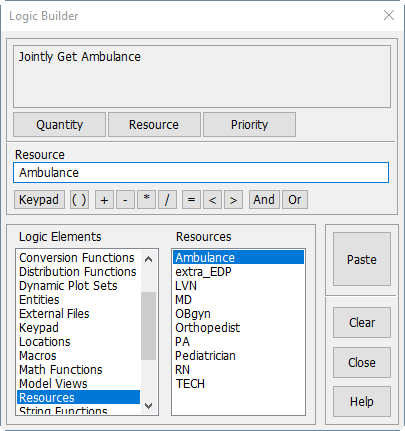 Logic Builder
Jointly Get Ambulance
Quantity Resource Priority
Resource
Ambulance
Keypad ( ) + - * / = < > And Or
Logic Elements
Conversion Functions
Distribution Functions
Dynamic Plot Sets
Entities
External Files
Keypad
Locations
Macros
Math Functions
Model Views
Resources
String Functions
Resources
Ambulance
extra_EDP
LVN
MD
OBgyn
Orthopedist
PA
Pediatrician
RN
TECH
Paste
Clear
Close
Help